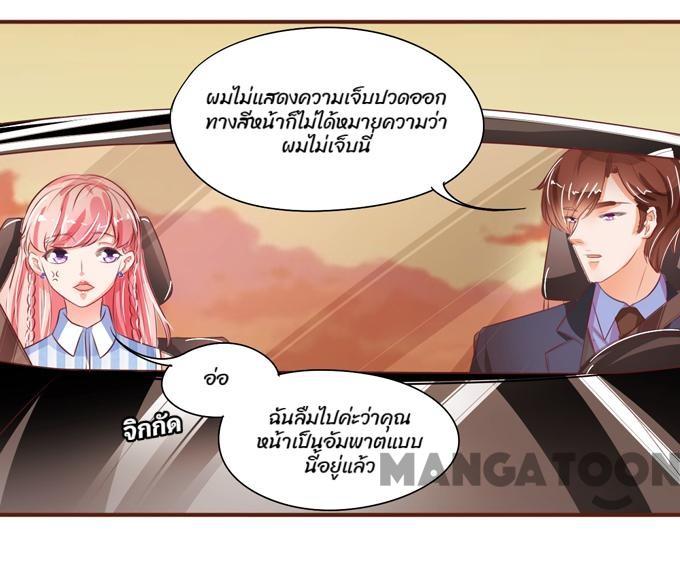 ผมไม่แสดงความเจ็บปวดออก
ทางสีหน้าก็ไม่ได้หมายความว่า
ผมไม่เจ็บนี่
อ่อ
จิกกัด
ฉันลืมไปค่ะว่าคุณ
หน้าเป็นอัมพาตแบบ
นี้อยู่แล้ว
MANGATOON